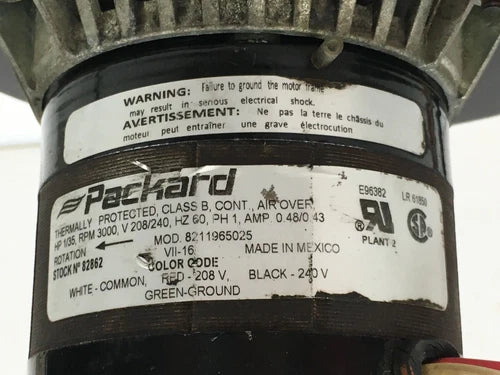 WARNING: Failure to ground the motor frame
may result in serious electrical shock.
AVERTISSEMENT: Ne pas la terre le châssis du
moteur peut entraîner une grave électrocution
Packard
THERMALLY PROTECTED, CLASS B, CONT., AIR OVER
HP 1/35, RPM 3000, V 208/240, HZ 60, PH 1, AMP. 0.48/0.43
ROTATION MOD. 8211965025
STOCK Nº 82862 VII-16 MADE IN MEXICO
COLOR CODE
WHITE - COMMON, RED - 208 V, BLACK - 240 V
GREEN-GROUND
E96382 LR 61850
PLANT 2